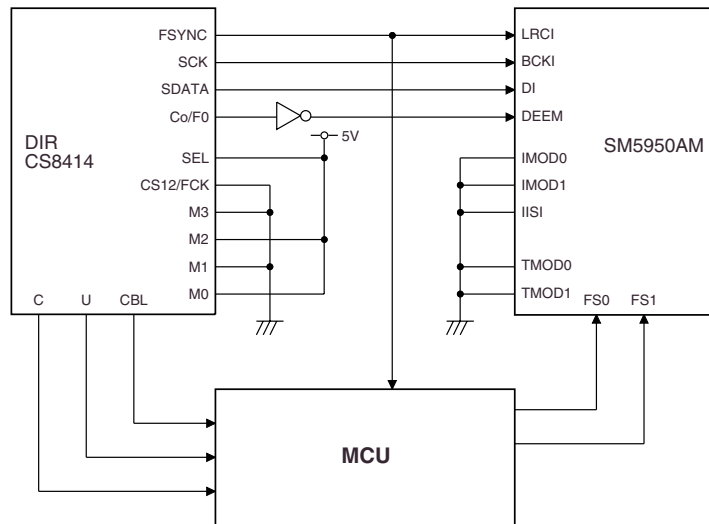 FSYNC
SCK
SDATA
Co/F0
5V
SEL
CS12/FCK
M3
M2
M1
M0
DIR
CS8414
C U CBL
LRCI
BCKI
DI
DEEM
SM5950AM
IMOD0
IMOD1
IISI
TMOD0
TMOD1
FS0 FS1
MCU